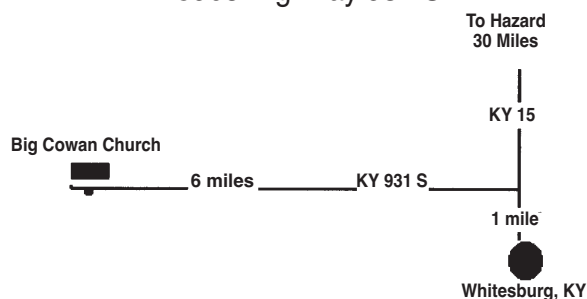 To Hazard
30 Miles
KY 15
Big Cowan Church
6 miles
KY 931 S
1 mile
Whitesburg, KY